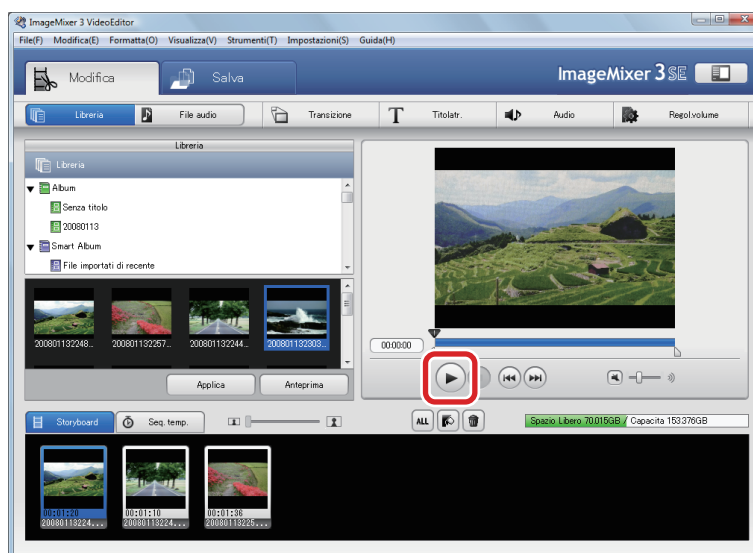 ImageMixer 3 VideoEditor
File(F) Modifica(E) Formatta(O) Visualizza(V) Strumenti(T) Impostazioni(S) Guida(H)
Modifica
Salva
ImageMixer 3 SE
Libreria
File audio
Transizione
T
Titolatr.
Audio
Regol.volume
Libreria
Libreria
Album
Senza titolo
20080113
Smart Album
File importati di recente
200801132248...
200801132257...
200801132244...
200801132303...
Applica
Anteprima
00:00:00
Storyboard
Seq. temp.
ALL
Spazio Libero 70.015GB / Capacita 153.376GB
00:01:20
20080113224...
00:01:10
20080113224...
00:01:36
20080113225...